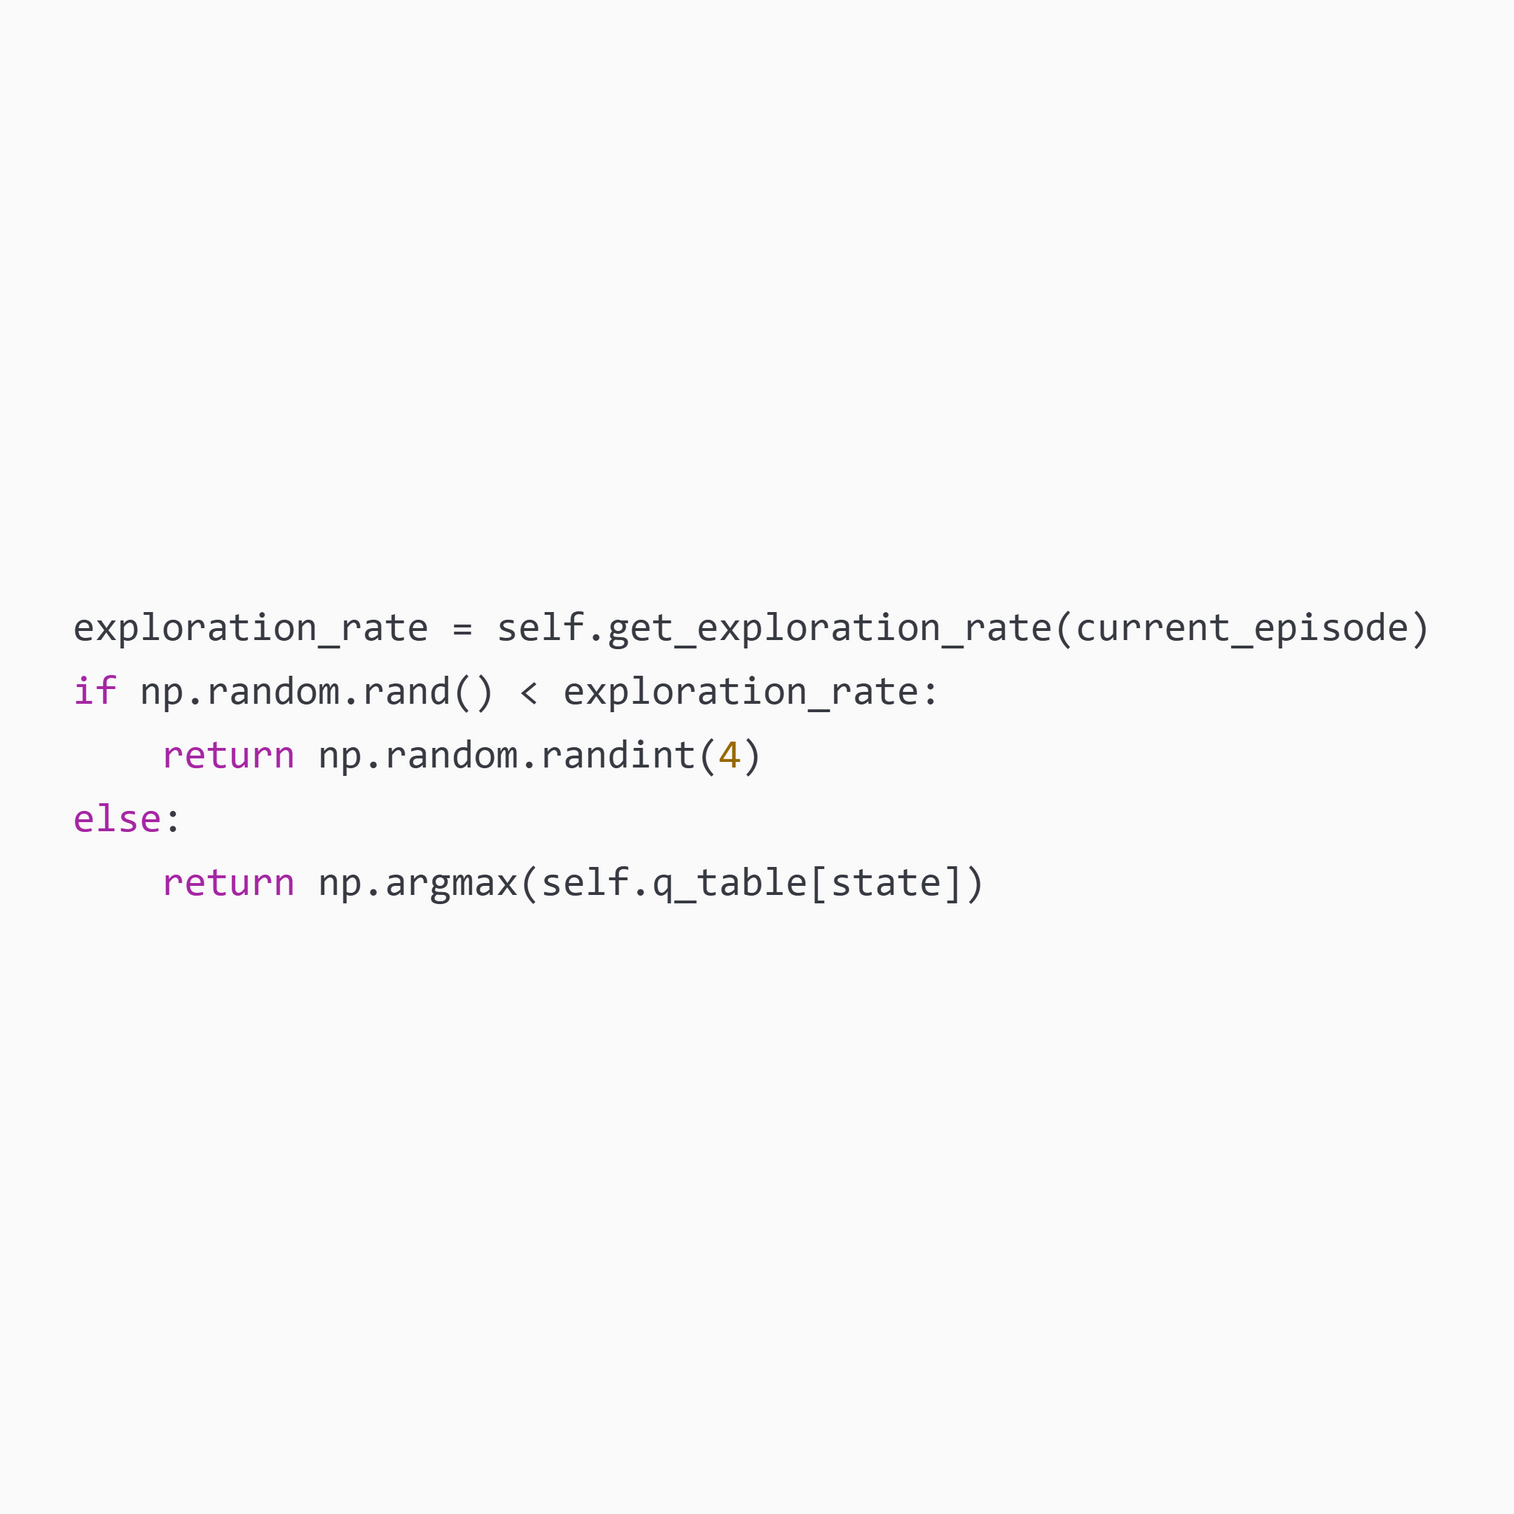 exploration_rate = self.get_exploration_rate(current_episode)
if np.random.rand() < exploration_rate:
    return np.random.randint(4)
else:
    return np.argmax(self.q_table[state])